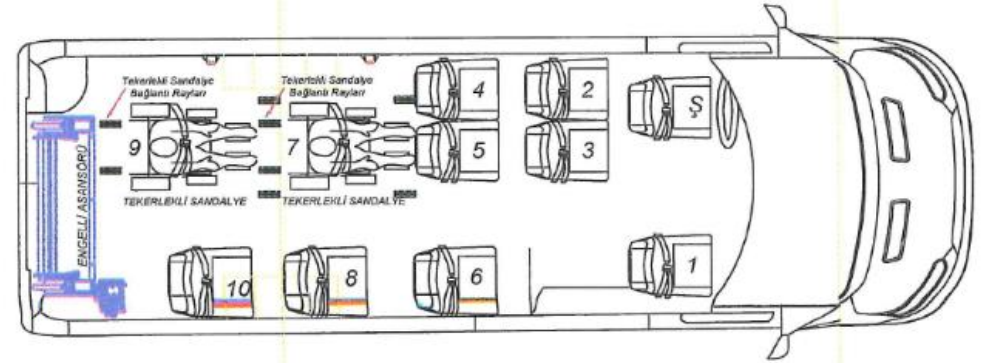 Tekerlekli Sandalye
Bağlantı Rayları
Tekerlekli Sandalye
Bağlantı Rayları
4
2
Ş
9
7
5
3
ENGELLİ ASANSÖRÜ
TEKERLEKLİ SANDALYE
TEKERLEKLİ SANDALYE
10
8
6
1